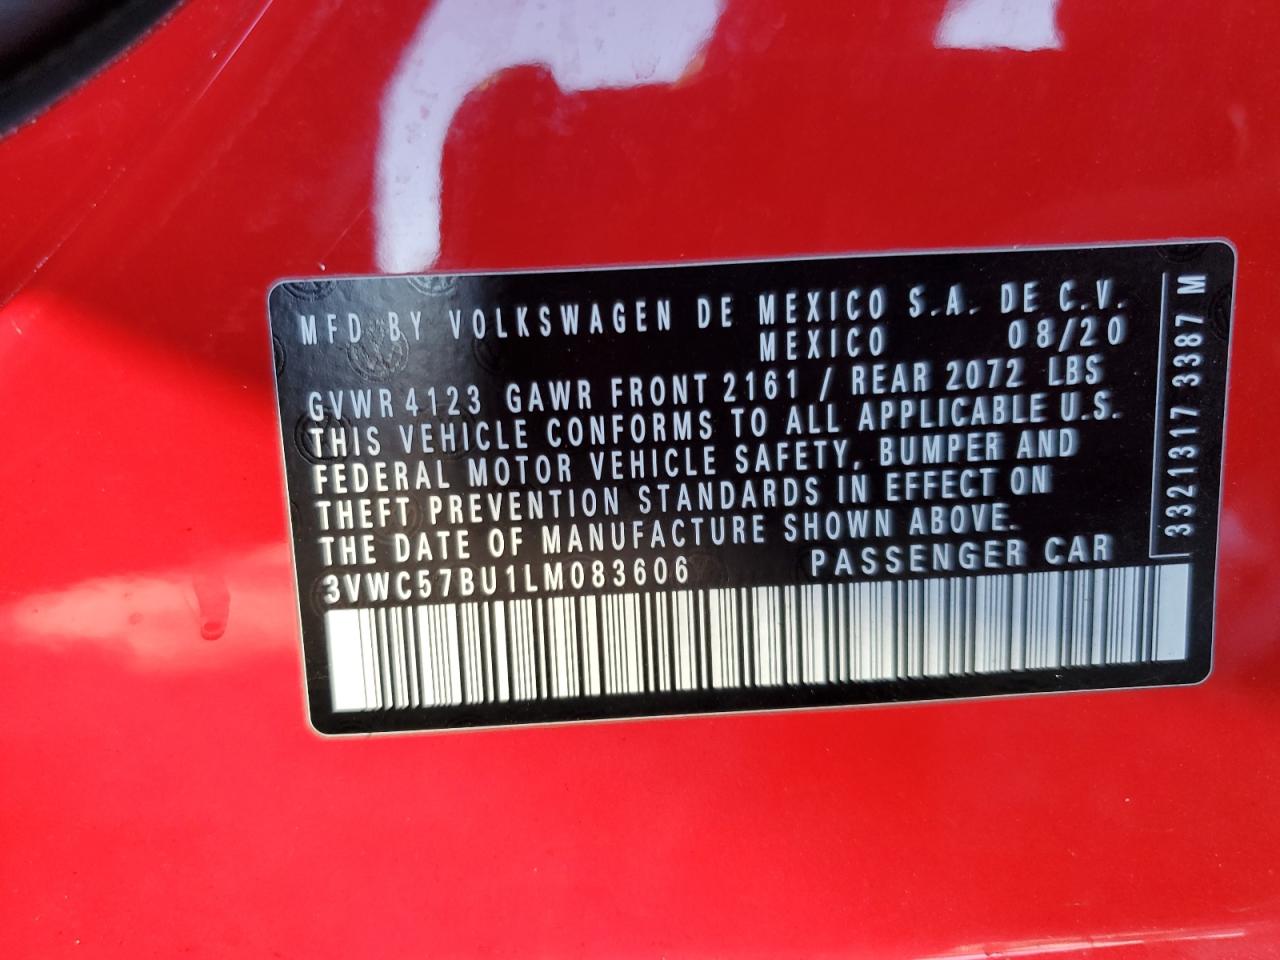 MFD BY VOLKSWAGEN DE MEXICO S.A. DE C.V.
MEXICO 08/20
GVWR 4123 GAWR FRONT 2161 / REAR 2072 LBS
THIS VEHICLE CONFORMS TO ALL APPLICABLE U.S.
FEDERAL MOTOR VEHICLE SAFETY, BUMPER AND
THEFT PREVENTION STANDARDS IN EFFECT ON
THE DATE OF MANUFACTURE SHOWN ABOVE.
3VWC57BU1LM083606 PASSENGER CAR
3321317 3387 M